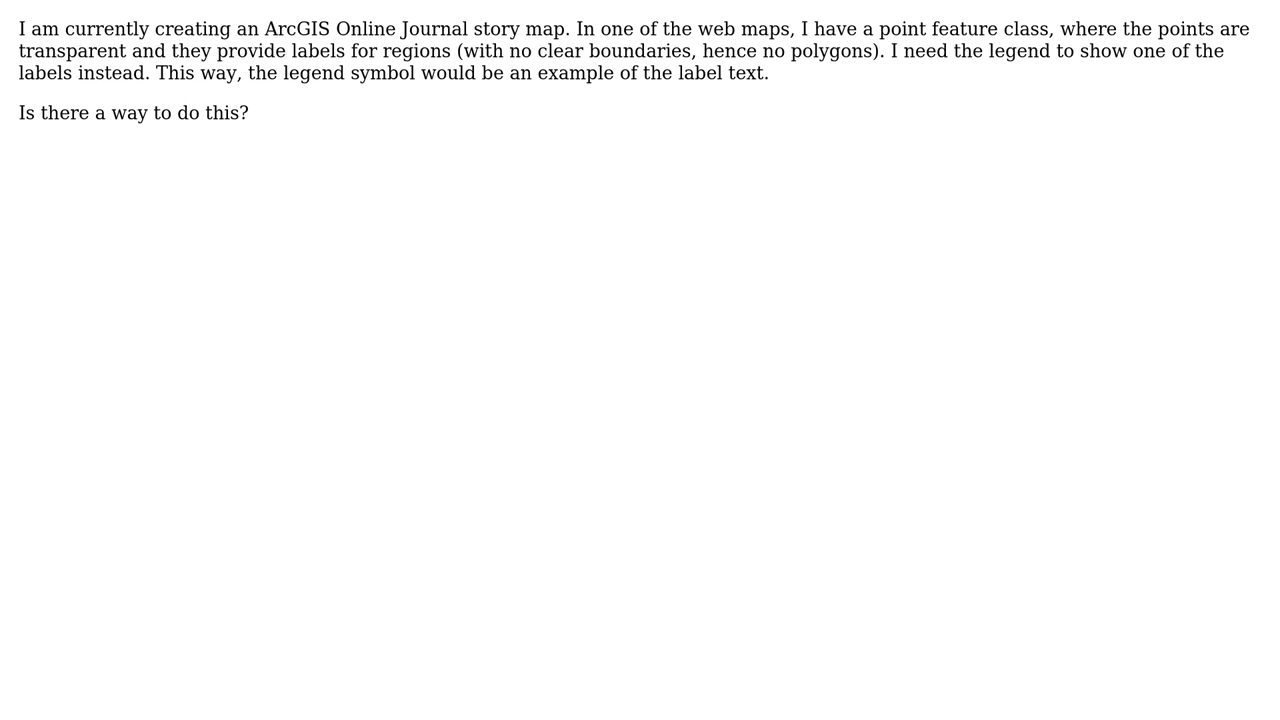 I am currently creating an ArcGIS Online Journal story map. In one of the web maps, I have a point feature class, where the points are
transparent and they provide labels for regions (with no clear boundaries, hence no polygons). I need the legend to show one of the
labels instead. This way, the legend symbol would be an example of the label text.
Is there a way to do this?